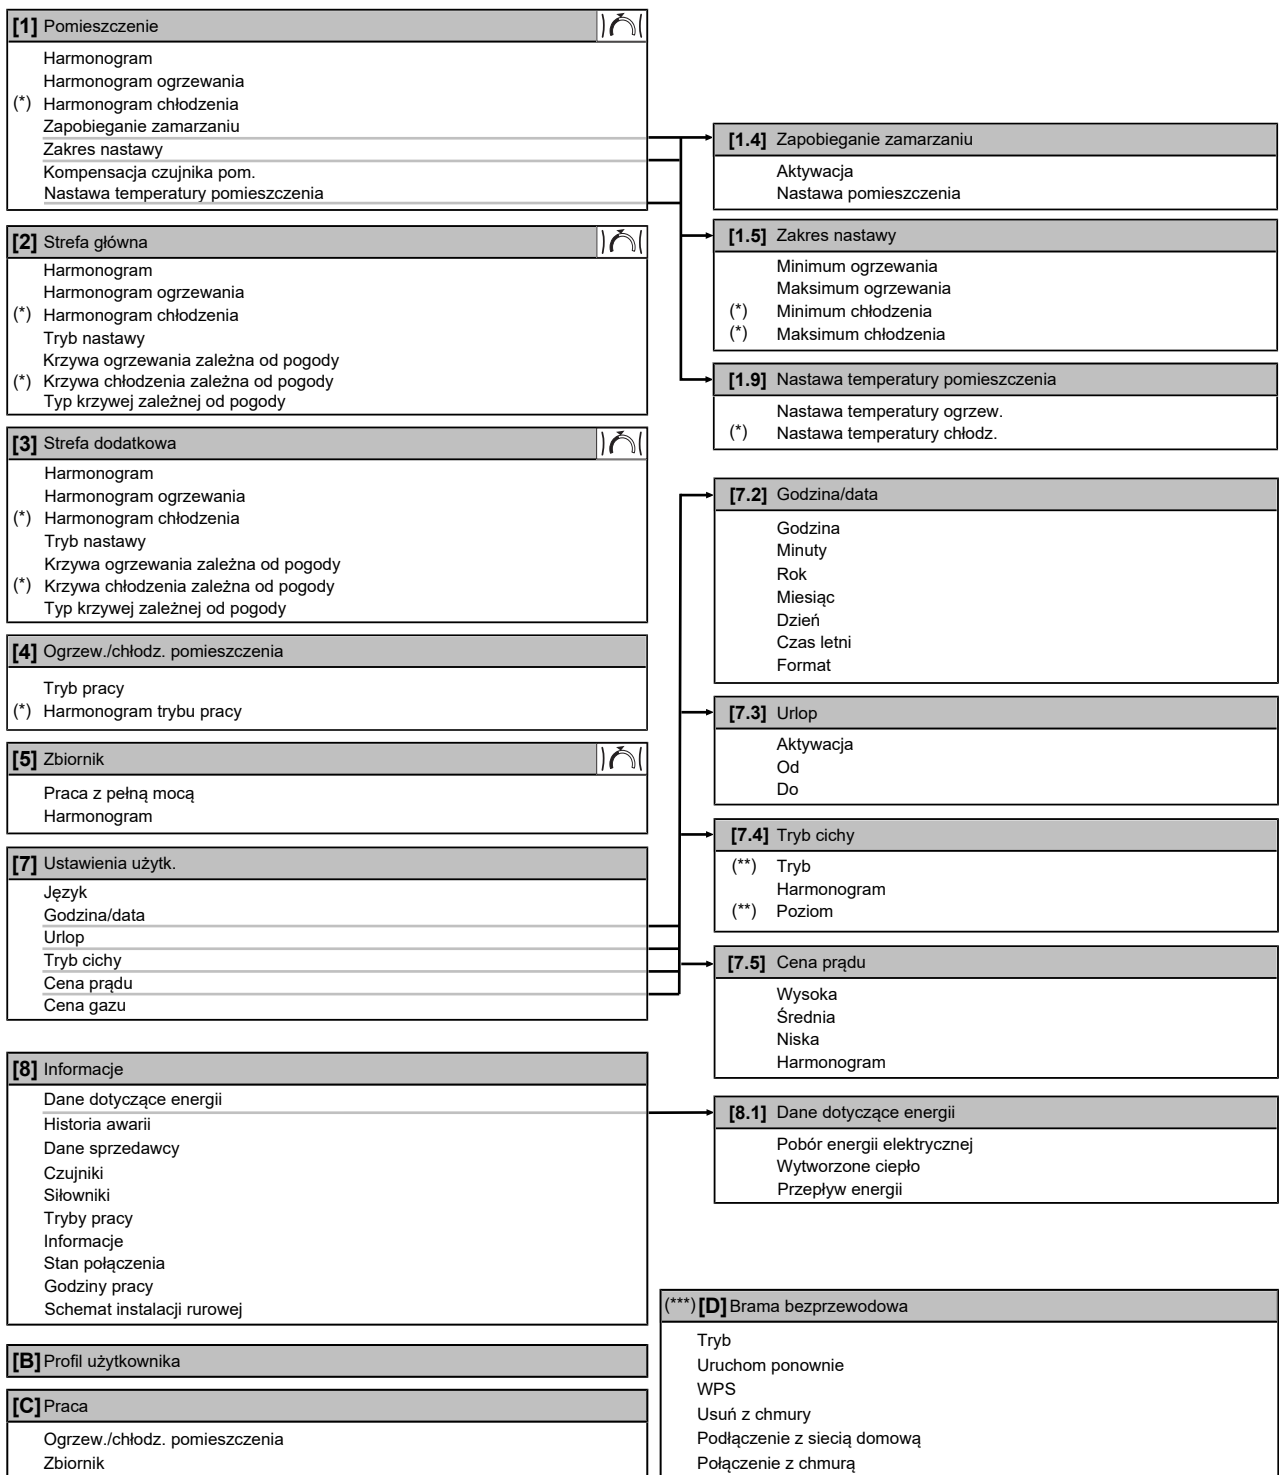 [1] Pomieszczenie
Harmonogram
Harmonogram ogrzewania
(*) Harmonogram chłodzenia
Zapobieganie zamarzaniu
Zakres nastawy
Kompensacja czujnika pom.
Nastawa temperatury pomieszczenia
[2] Strefa główna
Harmonogram
Harmonogram ogrzewania
(*) Harmonogram chłodzenia
Tryb nastawy
Krzywa ogrzewania zależna od pogody
(*) Krzywa chłodzenia zależna od pogody
Typ krzywej zależnej od pogody
[3] Strefa dodatkowa
Harmonogram
Harmonogram ogrzewania
(*) Harmonogram chłodzenia
Tryb nastawy
Krzywa ogrzewania zależna od pogody
(*) Krzywa chłodzenia zależna od pogody
Typ krzywej zależnej od pogody
[4] Ogrzew./chłodz. pomieszczenia
Tryb pracy
(*) Harmonogram trybu pracy
[5] Zbiornik
Praca z pełną mocą
Harmonogram
[7] Ustawienia użytk.
Język
Godzina/data
Urlop
Tryb cichy
Cena prądu
Cena gazu
[8] Informacje
Dane dotyczące energii
Historia awarii
Dane sprzedawcy
Czujniki
Siłowniki
Tryby pracy
Informacje
Stan połączenia
Godziny pracy
Schemat instalacji rurowej
[B] Profil użytkownika
[C] Praca
Ogrzew./chłodz. pomieszczenia
Zbiornik
[1.4] Zapobieganie zamarzaniu
Aktywacja
Nastawa pomieszczenia
[1.5] Zakres nastawy
Minimum ogrzewania
Maksimum ogrzewania
(*) Minimum chłodzenia
(*) Maksimum chłodzenia
[1.9] Nastawa temperatury pomieszczenia
Nastawa temperatury ogrzew.
(*) Nastawa temperatury chłodz.
[7.2] Godzina/data
Godzina
Minuty
Rok
Miesiąc
Dzień
Czas letni
Format
[7.3] Urlop
Aktywacja
Od
Do
[7.4] Tryb cichy
(**) Tryb
Harmonogram
(**) Poziom
[7.5] Cena prądu
Wysoka
Średnia
Niska
Harmonogram
[8.1] Dane dotyczące energii
Pobór energii elektrycznej
Wytworzone ciepło
Przepływ energii
(***) [D] Brama bezprzewodowa
Tryb
Uruchom ponownie
WPS
Usuń z chmury
Podłączenie z siecią domową
Połączenie z chmurą